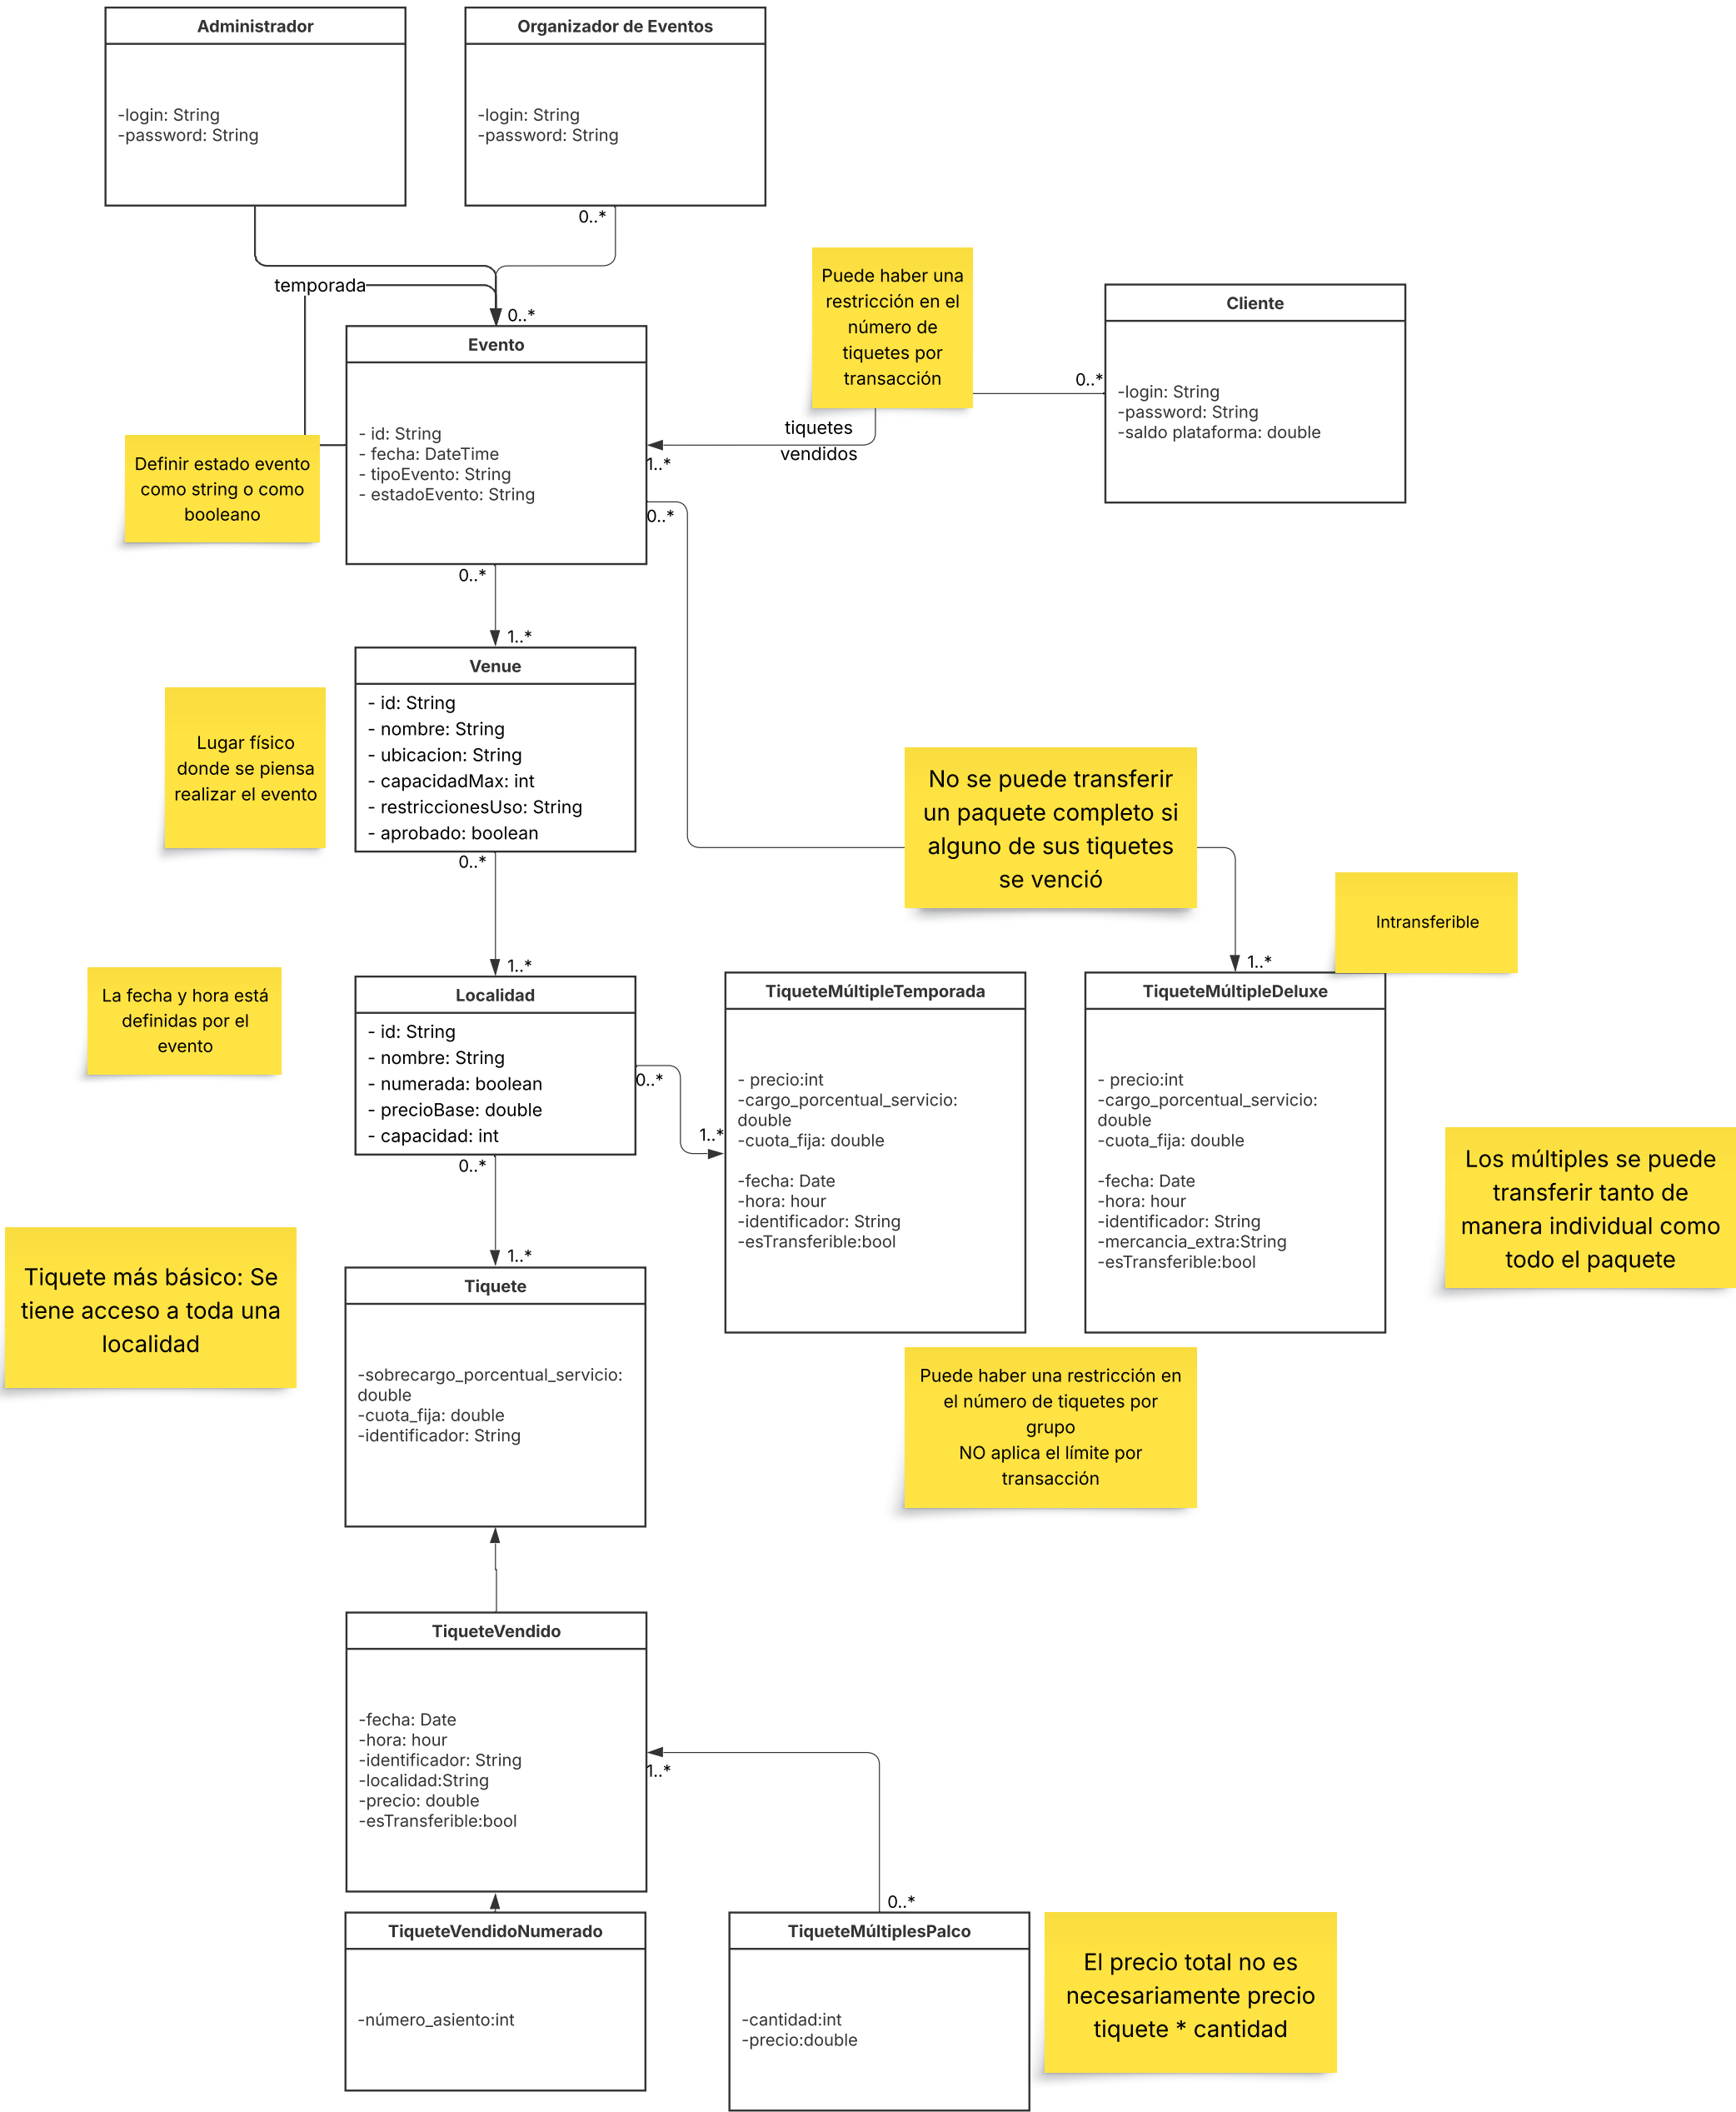 Administrador
-login: String
-password: String
Organizador de Eventos
-login: String
-password: String
0..*
temporada
0..*
Puede haber una
restricción en el
número de
tiquetes por
transacción
Cliente
-login: String
-password: String
-saldo plataforma: double
0..*
tiquetes
vendidos
1..*
Evento
- id: String
- fecha: DateTime
- tipoEvento: String
- estadoEvento: String
Definir estado evento
como string o como
booleano
0..*
0..*
1..*
Venue
- id: String
- nombre: String
- ubicacion: String
- capacidadMax: int
- restriccionesUso: String
- aprobado: boolean
Lugar físico
donde se piensa
realizar el evento
No se puede transferir
un paquete completo si
alguno de sus tiquetes
se venció
Intransferible
0..*
1..*
1..*
La fecha y hora está
definidas por el
evento
Localidad
- id: String
- nombre: String
- numerada: boolean
- precioBase: double
- capacidad: int
0..*
1..*
TiqueteMúltipleTemporada
- precio:int
-cargo_porcentual_servicio:
double
-cuota_fija: double
-fecha: Date
-hora: hour
-identificador: String
-esTransferible:bool
TiqueteMúltipleDeluxe
- precio:int
-cargo_porcentual_servicio:
double
-cuota_fija: double
-fecha: Date
-hora: hour
-identificador: String
-mercancia_extra:String
-esTransferible:bool
Los múltiples se puede
transferir tanto de
manera individual como
todo el paquete
0..*
1..*
Tiquete más básico: Se
tiene acceso a toda una
localidad
Tiquete
-sobrecargo_porcentual_servicio:
double
-cuota_fija: double
-identificador: String
Puede haber una restricción en
el número de tiquetes por
grupo
NO aplica el límite por
transacción
TiqueteVendido
-fecha: Date
-hora: hour
-identificador: String
-localidad:String
-precio: double
-esTransferible:bool
1..*
0..*
TiqueteVendidoNumerado
-número_asiento:int
TiqueteMúltiplesPalco
-cantidad:int
-precio:double
El precio total no es
necesariamente precio
tiquete * cantidad